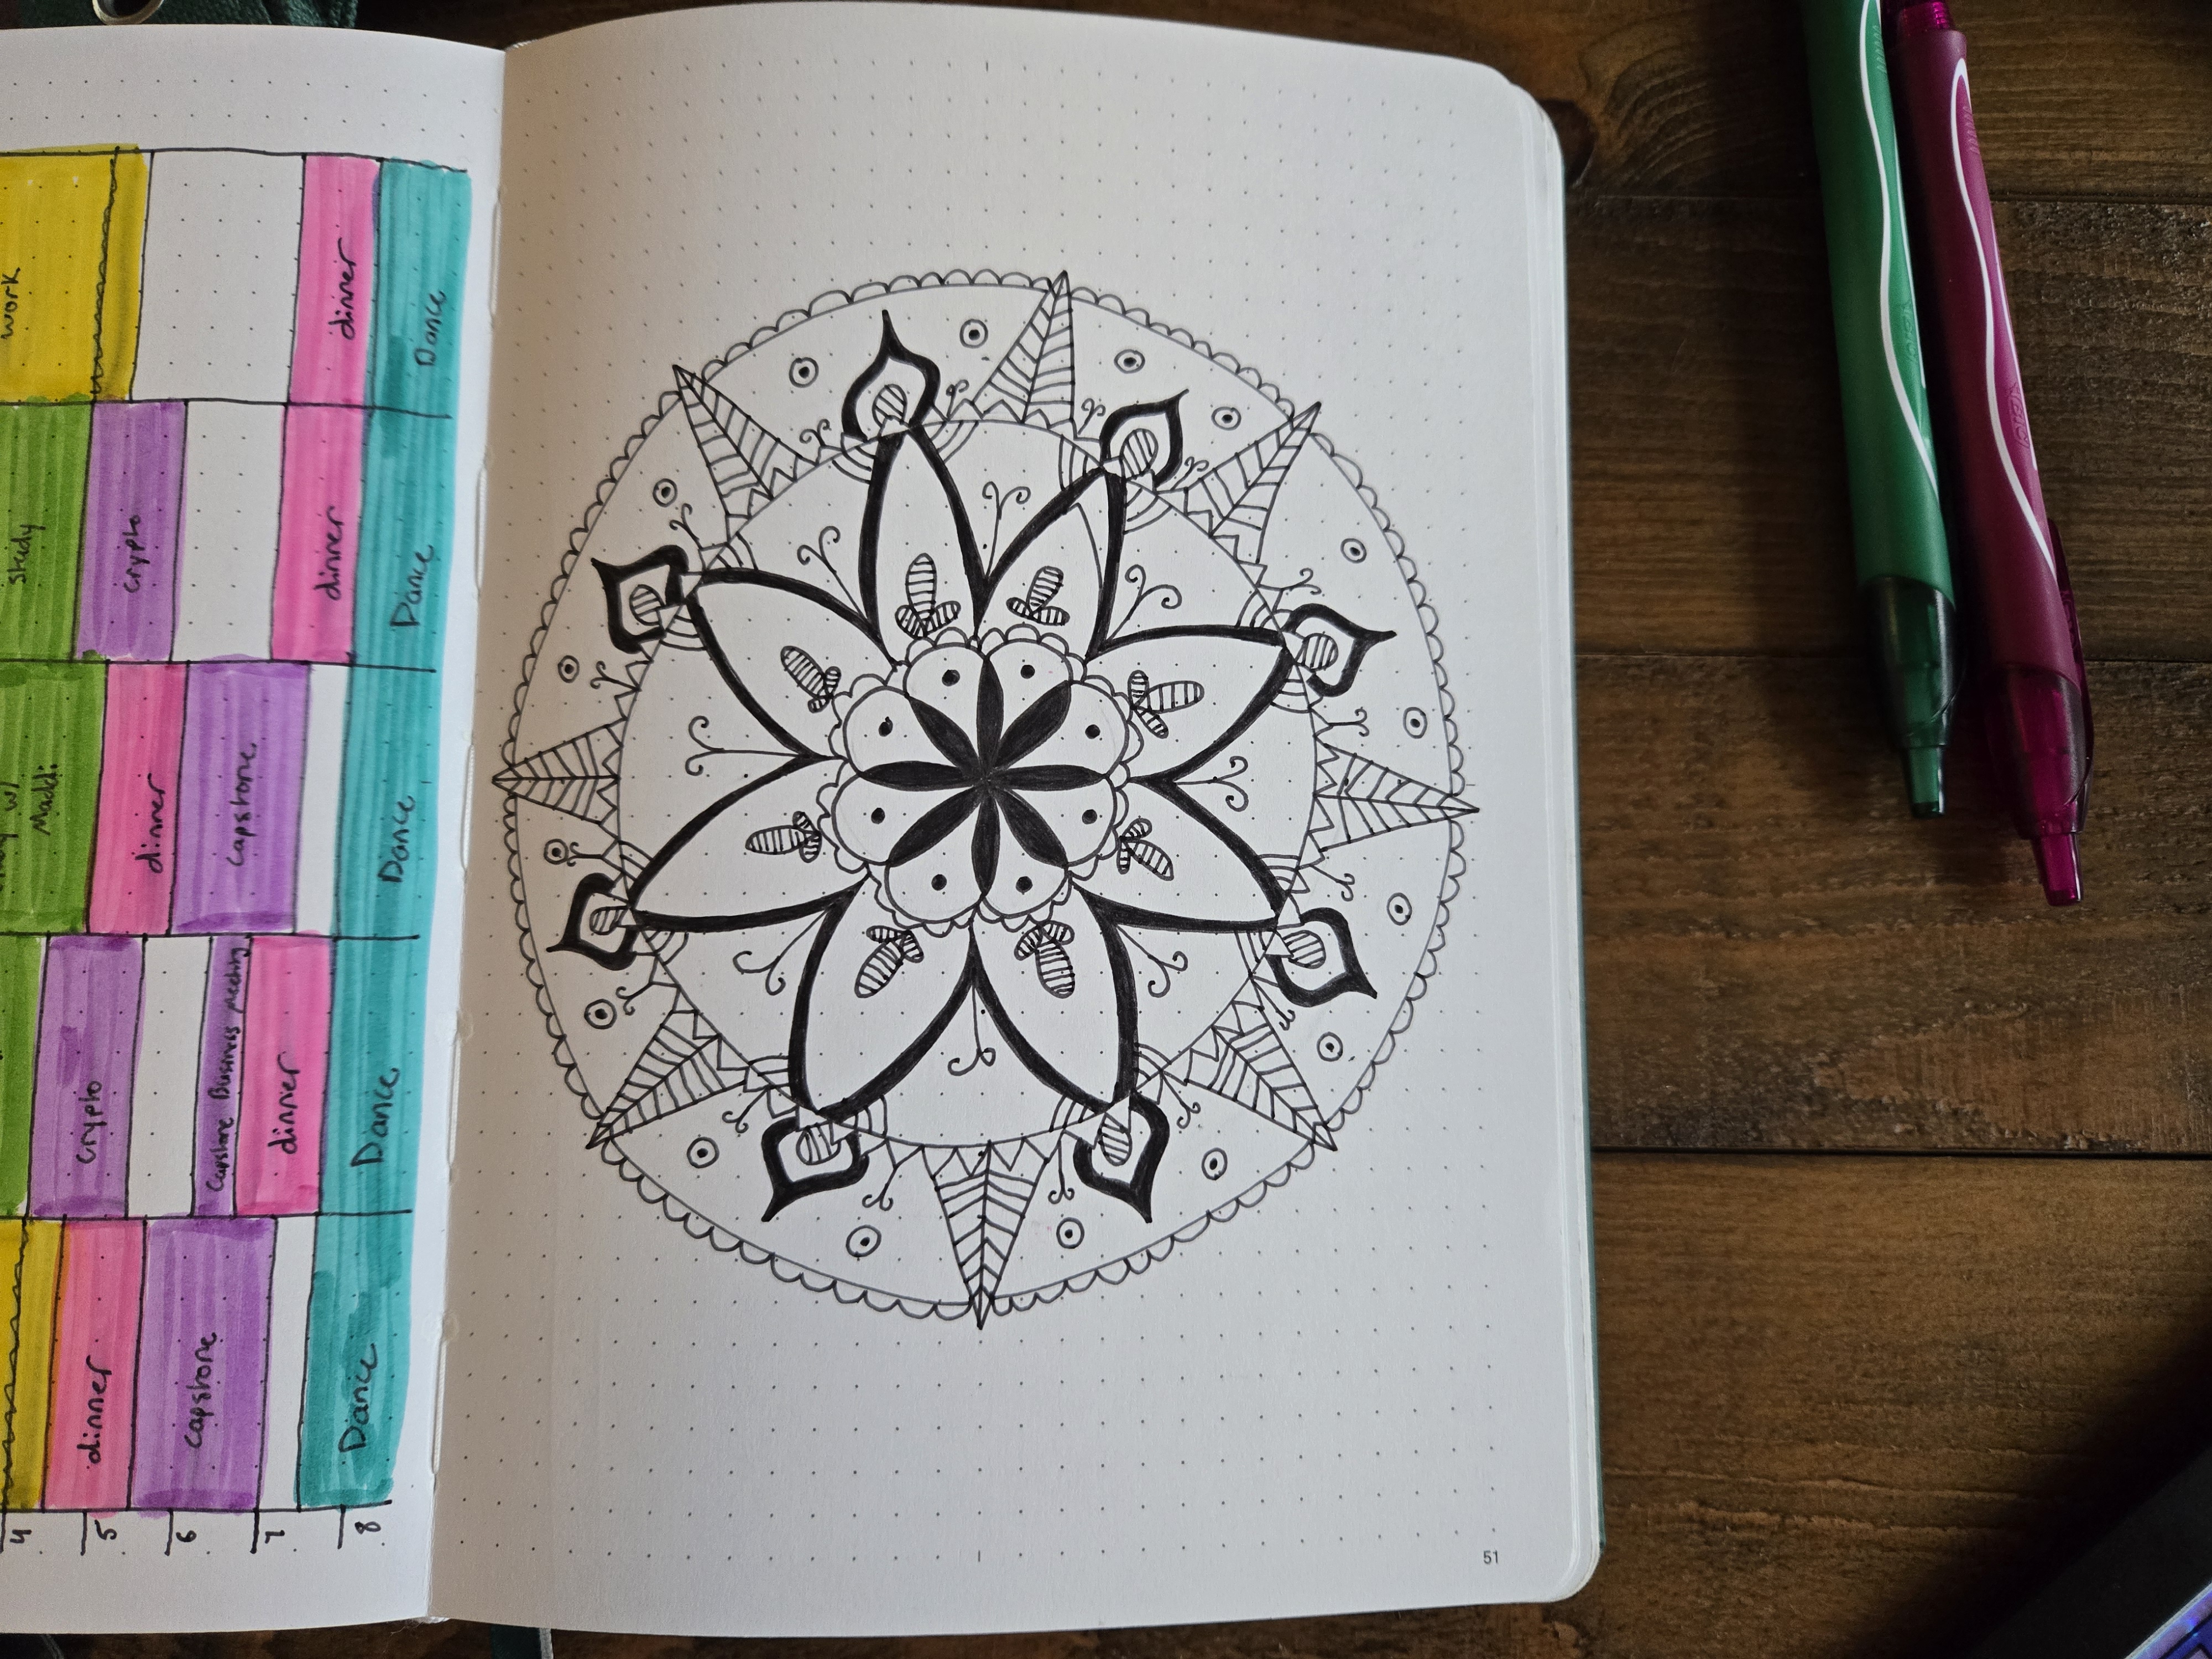 work
dinner
Dance
study
crypto
dinner
Dance
w/
Maddi
dinner
capstone
Dance
crypto
Capstone Business Meeting
dinner
Dance
dinner
capstone
Dance
4
5
6
7
8
51